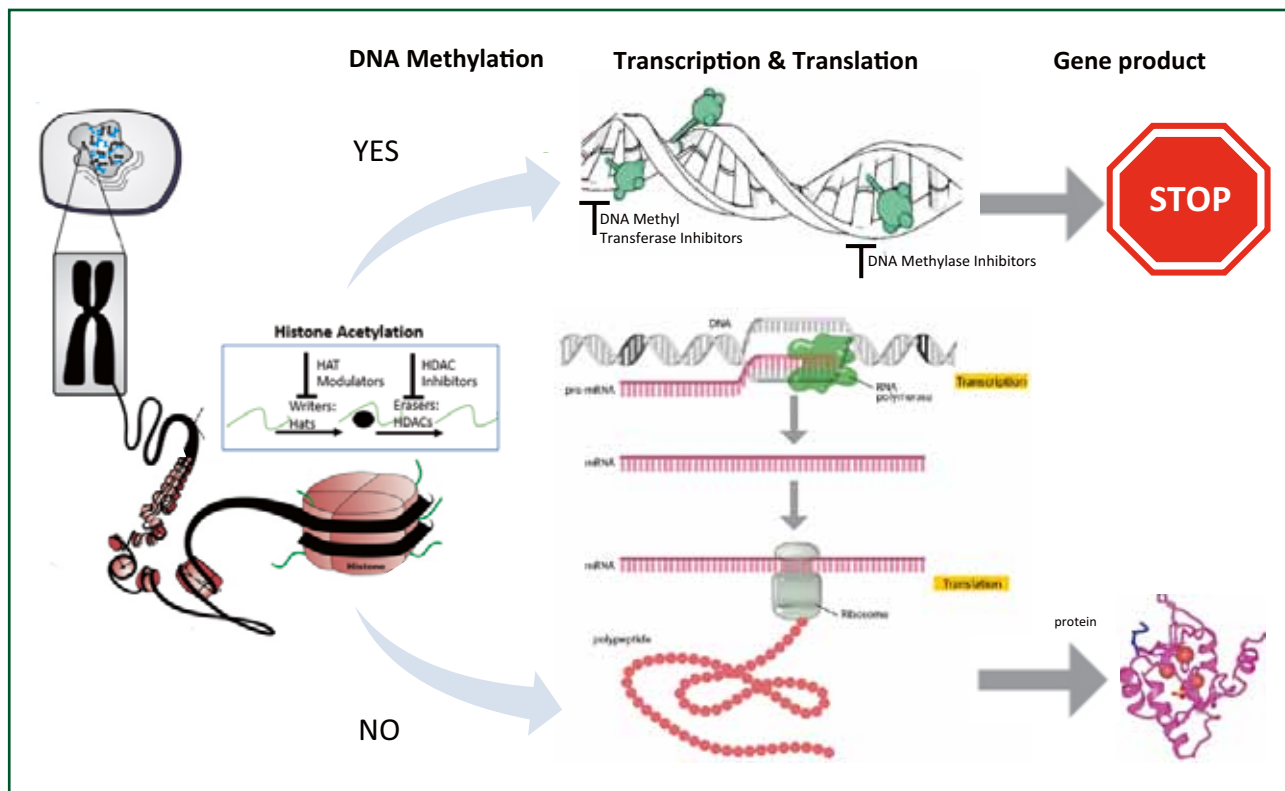 DNA Methylation
Transcription & Translation
Gene product
YES
STOP
DNA Methyl
Transferase Inhibitors
DNA Methylase Inhibitors
Histone Acetylation
HAT
Modulators
HDAC
Inhibitors
Writers:
Hats
Erasers:
HDACs
Histone
DNA
pre-mRNA
RNA
polymerase
Transcription
mRNA
mRNA
Translation
Ribosome
polypeptide
protein
NO